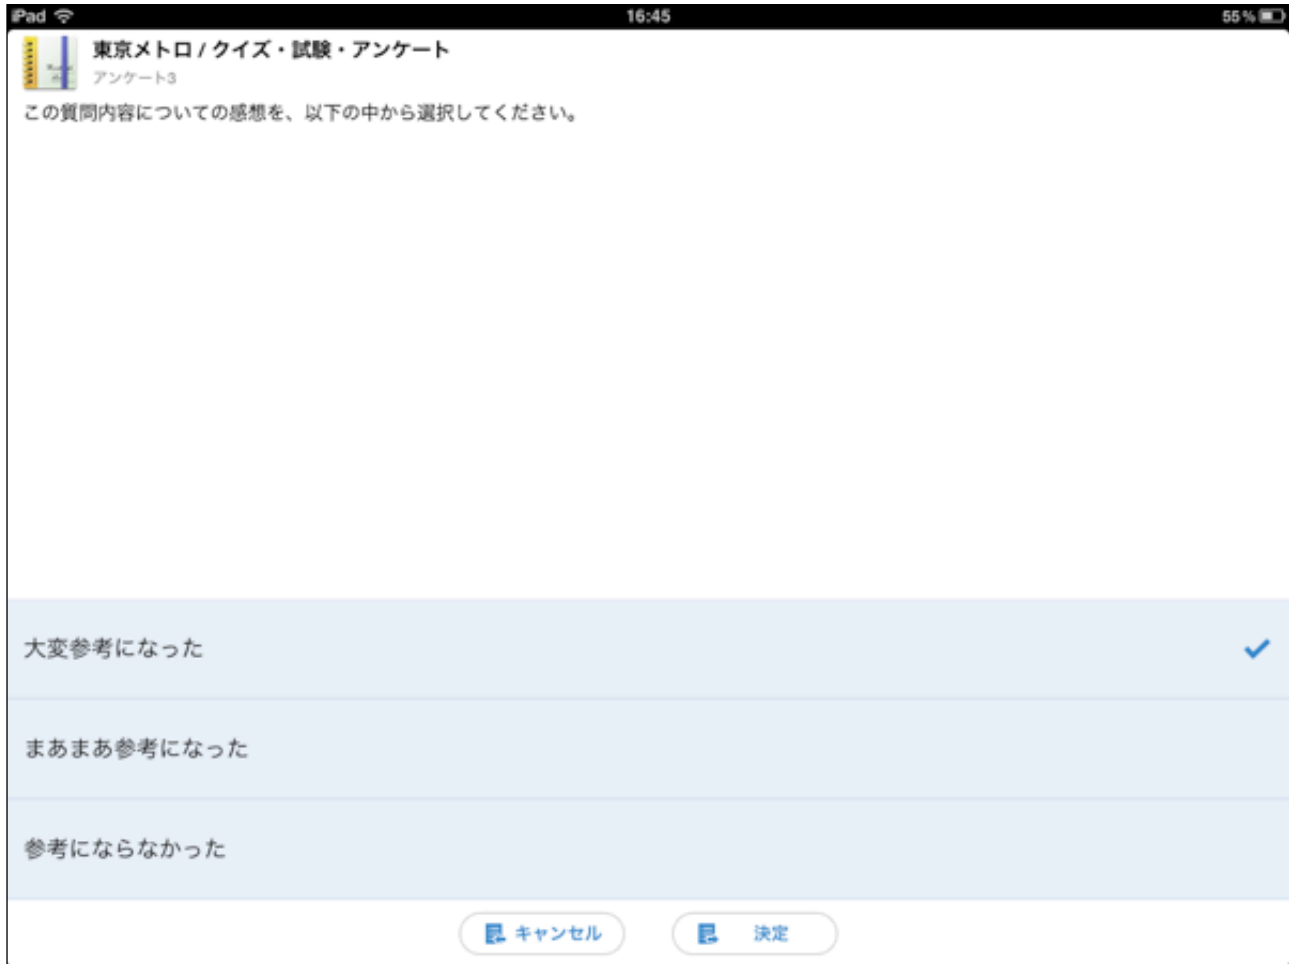 iPad
16:45
55%
東京メトロ / クイズ・試験・アンケート
アンケート3
この質問内容についての感想を、以下の中から選択してください。
大変参考になった
まあまあ参考になった
参考にならなかった
キャンセル
決定